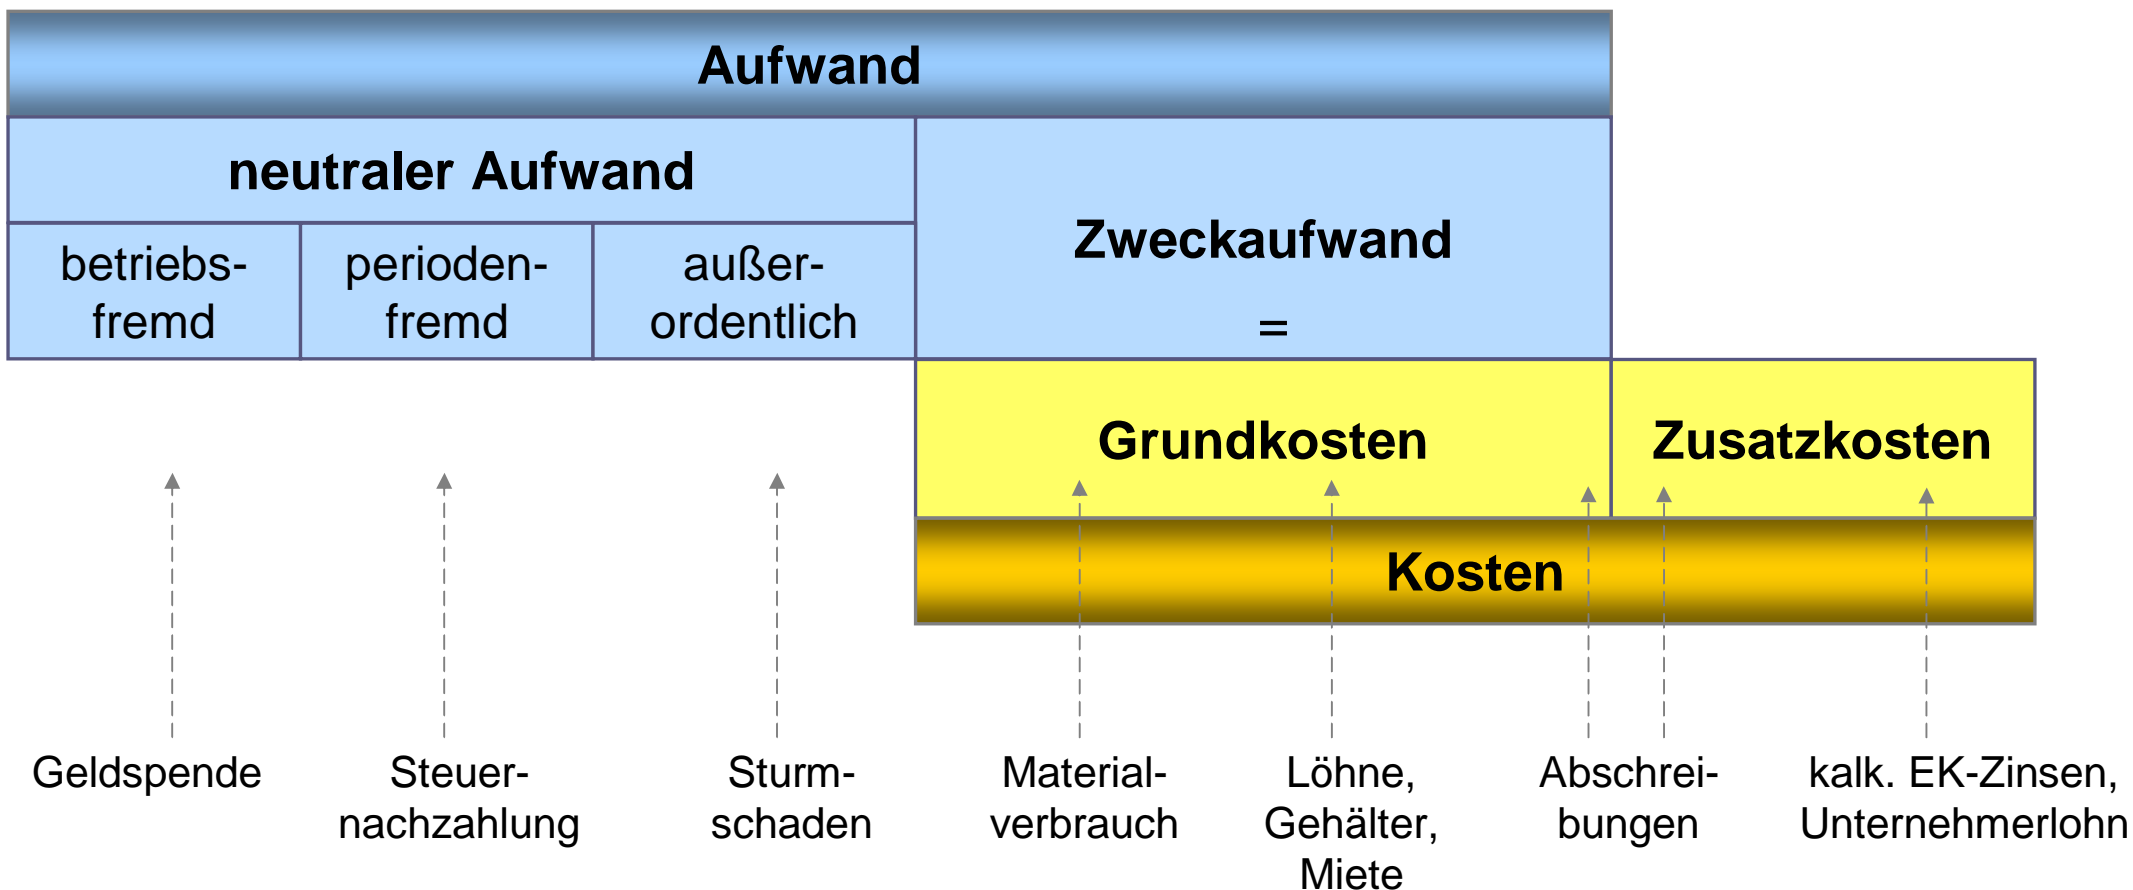 Aufwand
neutraler Aufwand
betriebs-
fremd
perioden-
fremd
außer-
ordentlich
Zweckaufwand
=
Grundkosten
Zusatzkosten
Kosten
Geldspende
Steuer-
nachzahlung
Sturm-
schaden
Material-
verbrauch
Löhne,
Gehälter,
Miete
Abschrei-
bungen
kalk. EK-Zinsen,
Unternehmerlohn